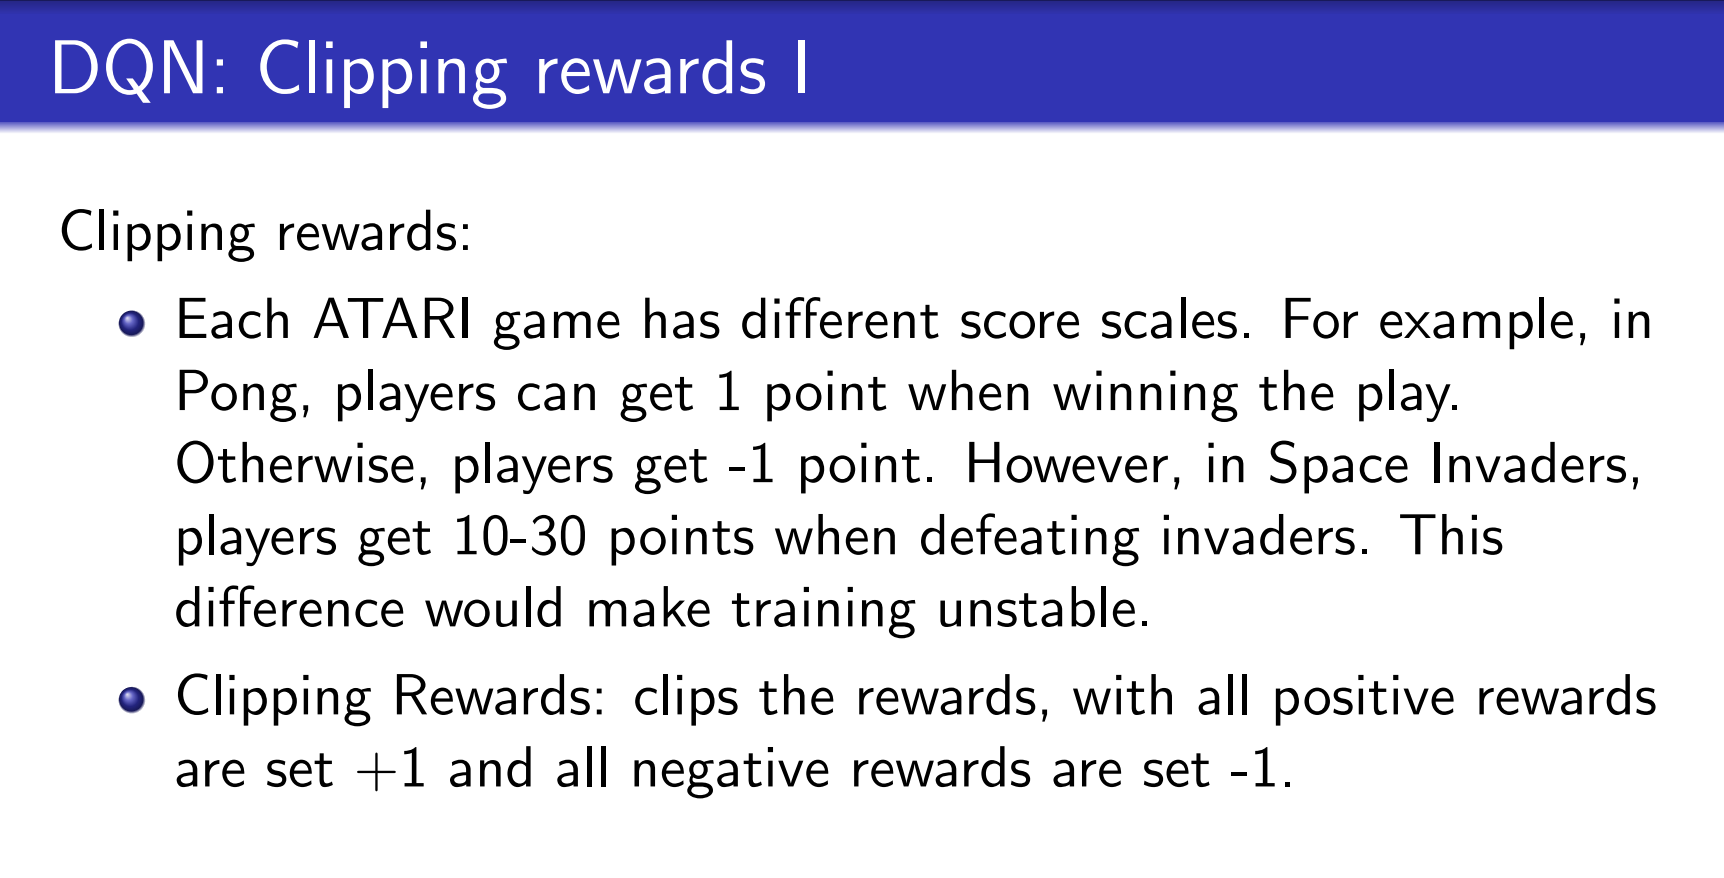 DQN: Clipping rewards I
Clipping rewards:
Each ATARI game has different score scales. For example, in
Pong, players can get 1 point when winning the play.
Otherwise, players get -1 point. However, in Space Invaders,
players get 10-30 points when defeating invaders. This
difference would make training unstable.
Clipping Rewards: clips the rewards, with all positive rewards
are set +1 and all negative rewards are set -1.